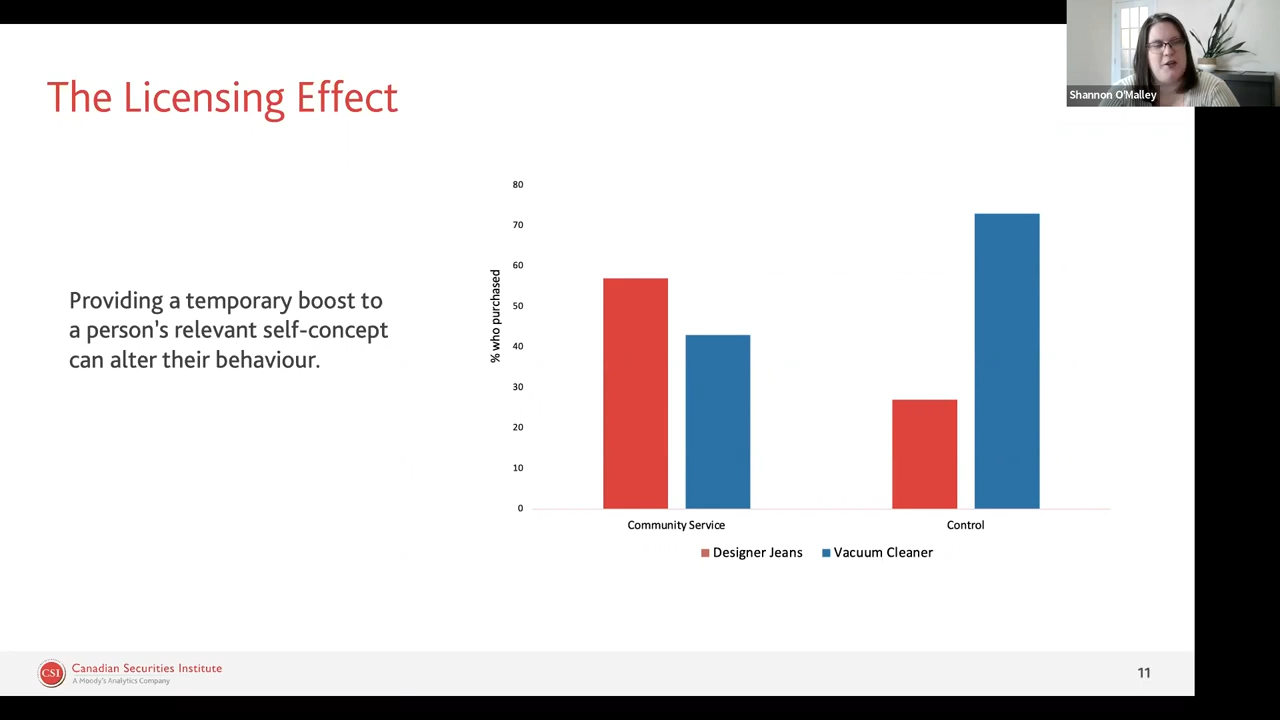 The Licensing Effect
Shannon O'Malley
Providing a temporary boost to
a person's relevant self-concept
can alter their behaviour.
% who purchased
80
70
60
50
40
30
20
10
0
Community Service
Control
Designer Jeans
Vacuum Cleaner
CSI
Canadian Securities Institute
A Moody's Analytics Company
11